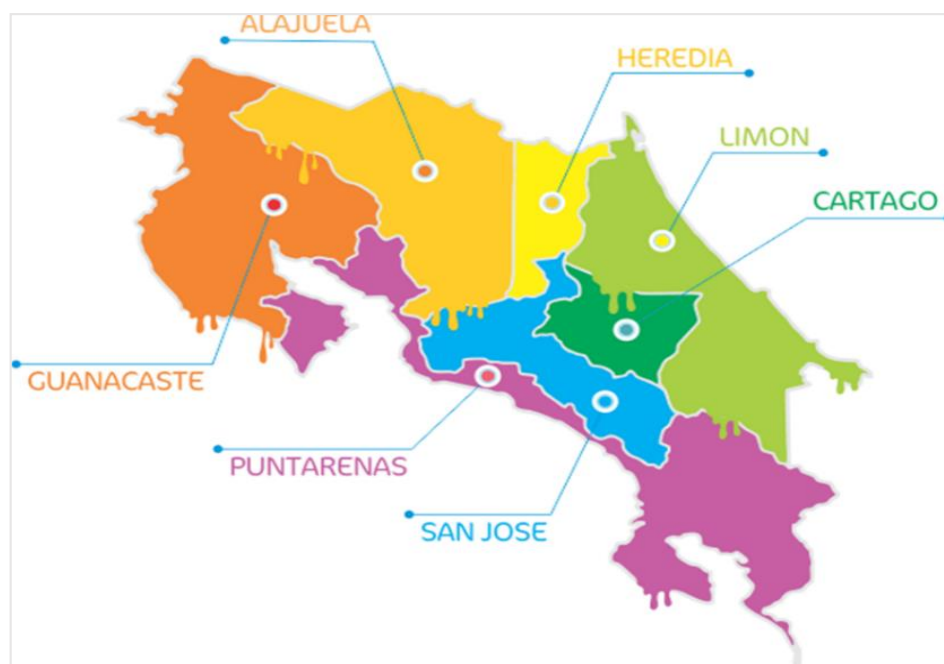 ALAJUELA
HEREDIA
LIMON
CARTAGO
GUANACASTE
PUNTARENAS
SAN JOSE